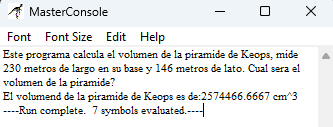 MasterConsole
Font Font Size Edit Help
Este programa calcula el volumen de la piramide de Keops, mide
230 metros de largo en su base y 146 metros de lato. Cual sera el
volumen de la piramide?
El volumend de la piramide de Keops es de:2574466.6667 cm^3
----Run complete.  7 symbols evaluated.----